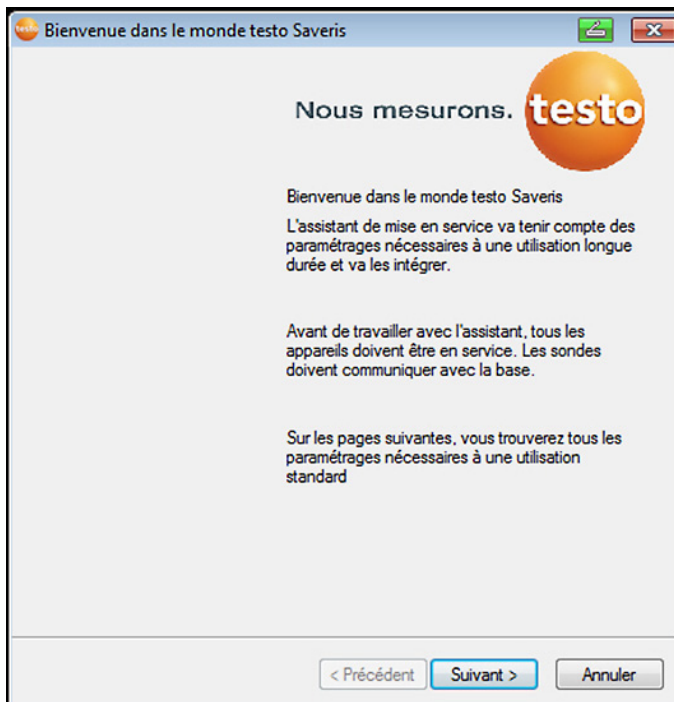 Bienvenue dans le monde testo Saveris
Nous mesurons. testo
Bienvenue dans le monde testo Saveris
L'assistant de mise en service va tenir compte des
paramétrages nécessaires à une utilisation longue
durée et va les intégrer.
Avant de travailler avec l'assistant, tous les
appareils doivent être en service. Les sondes
doivent communiquer avec la base.
Sur les pages suivantes, vous trouverez tous les
paramétrages nécessaires à une utilisation
standard
< Précédent Suivant > Annuler